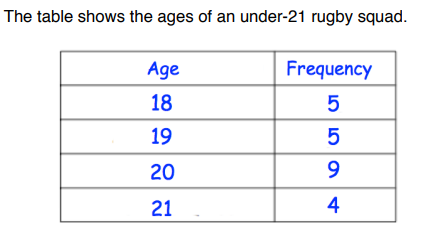 The table shows the ages of an under-21 rugby squad.
Age Frequency
18 5
19 5
20 9
21 4